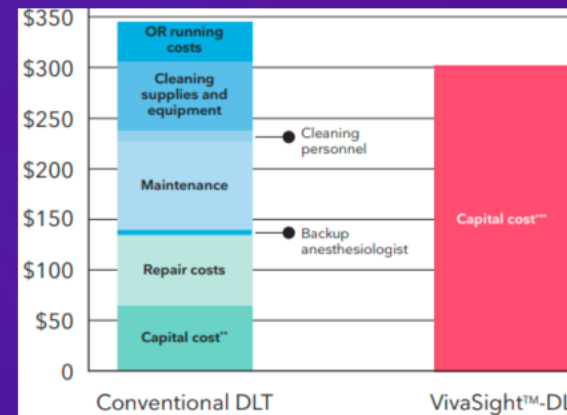 $350
$300
$250
$200
$150
$100
$50
0
OR running
costs
Cleaning
supplies and
equipment
Cleaning
personnel
Maintenance
Backup
anesthesiologist
Repair costs
Capital cost**
Capital cost***
Conventional DLT
VivaSight™-DL